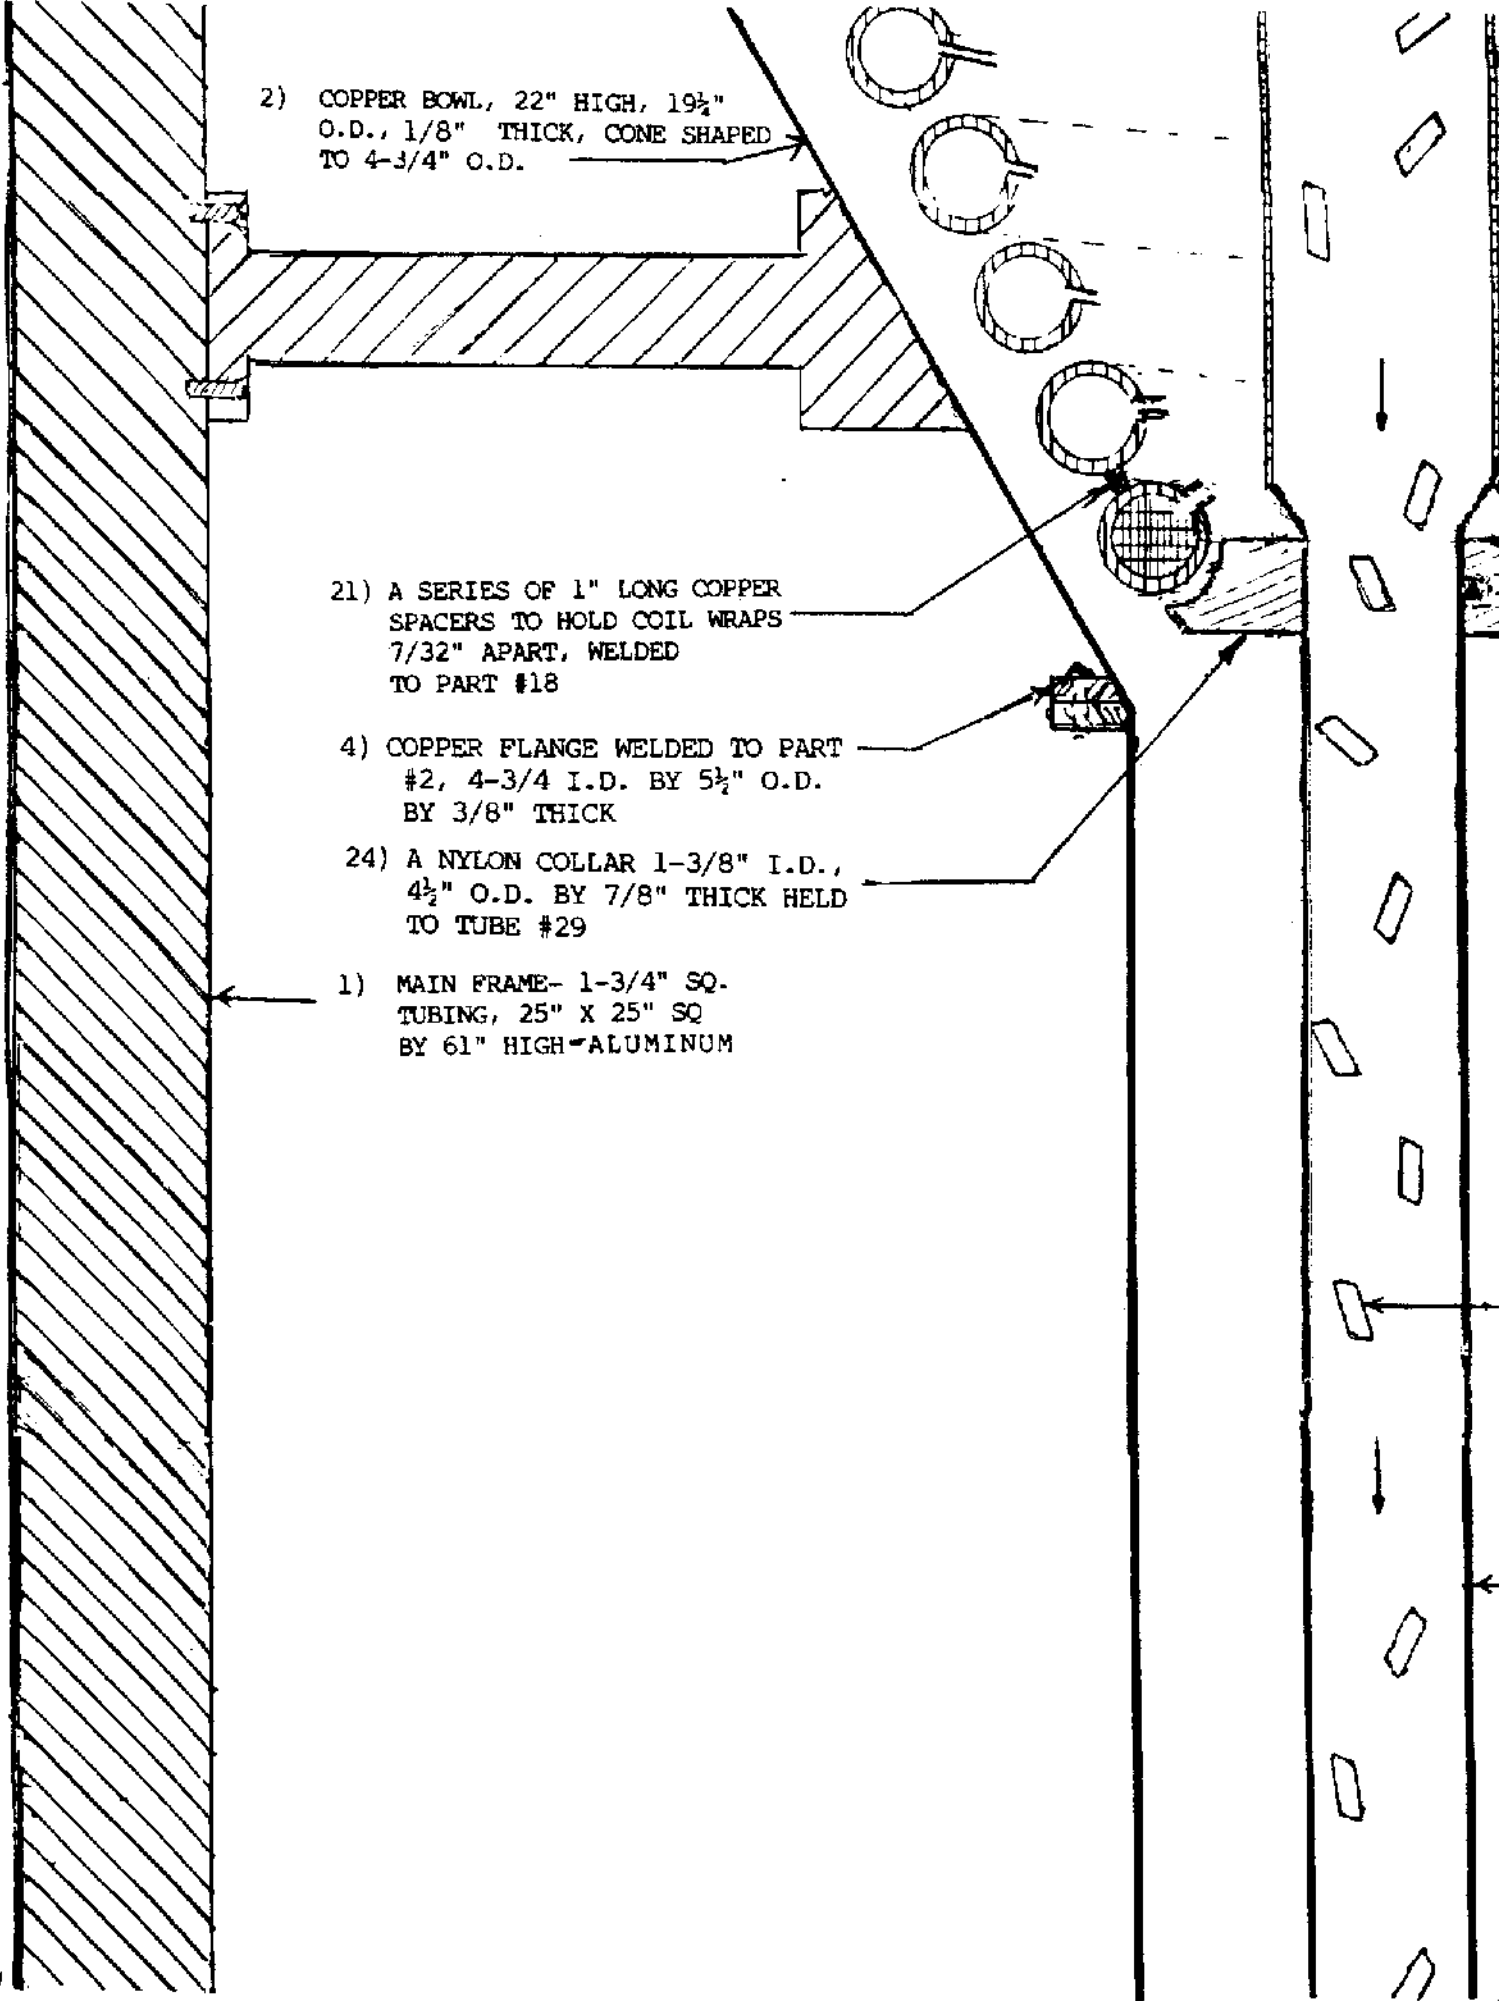 2) COPPER BOWL, 22" HIGH, 19¼"
O.D., 1/8" THICK, CONE SHAPED
TO 4-3/4" O.D.
21) A SERIES OF 1" LONG COPPER
SPACERS TO HOLD COIL WRAPS
7/32" APART, WELDED
TO PART #18
4) COPPER FLANGE WELDED TO PART
#2, 4-3/4 I.D. BY 5½" O.D.
BY 3/8" THICK
24) A NYLON COLLAR 1-3/8" I.D.,
4½" O.D. BY 7/8" THICK HELD
TO TUBE #29
1) MAIN FRAME- 1-3/4" SQ.
TUBING, 25" X 25" SQ
BY 61" HIGH-ALUMINUM